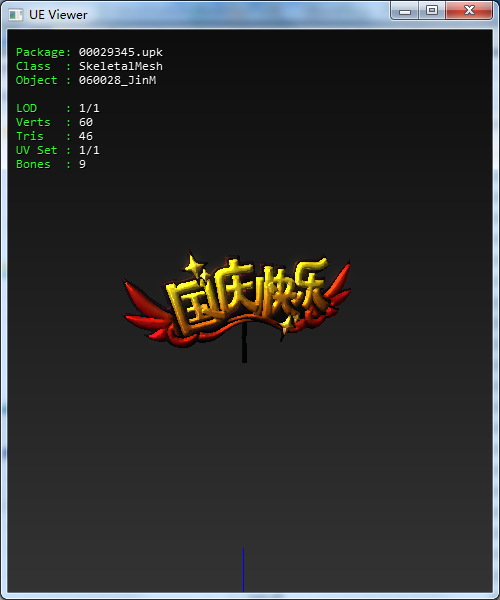 UE Viewer
Package: 00029345.upk
Class : SkeletalMesh
Object : 060028_JinM
LOD : 1/1
Verts : 60
Tris : 46
UV Set : 1/1
Bones : 9
国庆快乐